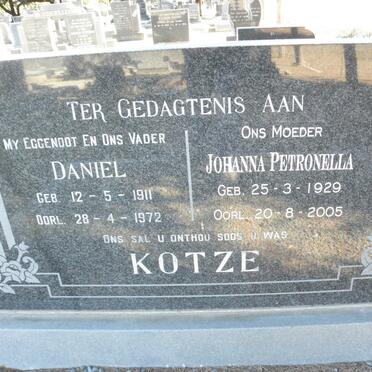 TER GEDAGTENIS AAN
MY EGGENOOT EN ONS VADER
DANIEL
GEB. 12-5-1911
OORL. 28-4-1972
ONS MOEDER
JOHANNA PETRONELLA
GEB. 25-3-1929
OORL. 20-8-2005
ONS SAL U ONTHOU SOOS U WAS
KOTZE